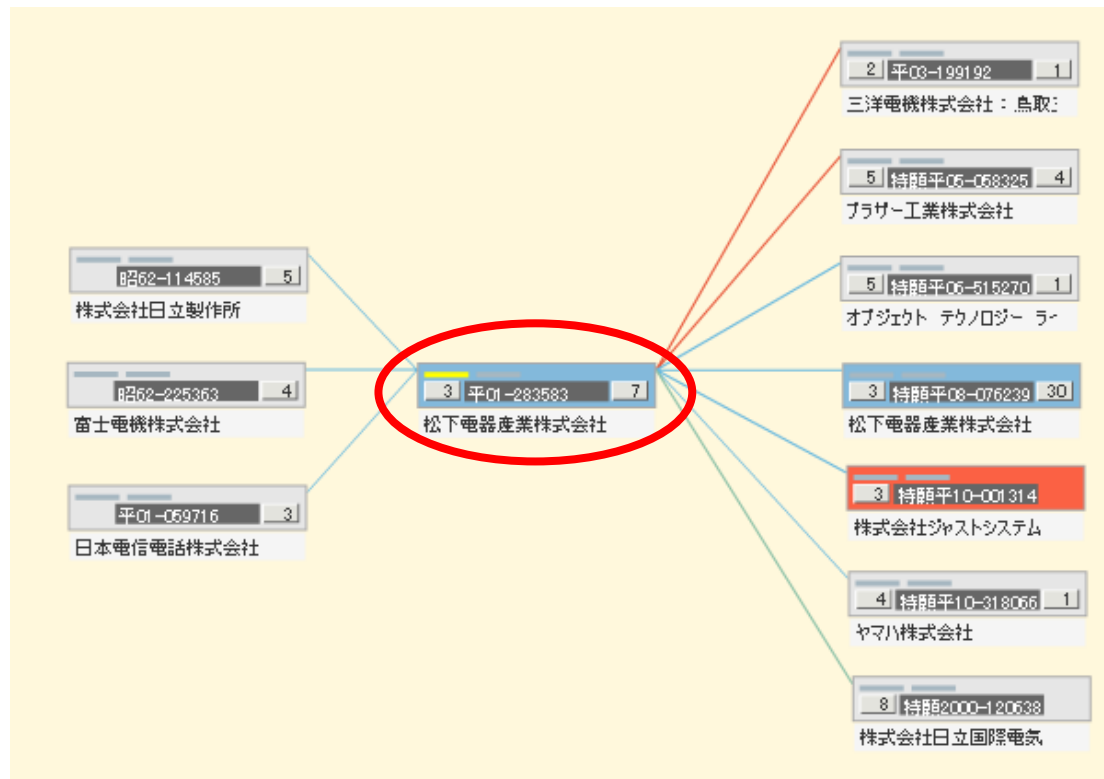 昭62-114585 5
株式会社日立製作所
昭62-225363 4
富士電機株式会社
平01-059716 3
日本電信電話株式会社
3 平01-283583 7
松下電器産業株式会社
2 平03-199192 1
三洋電機株式会社：鳥取
5 特願平05-058325 4
ブラザー工業株式会社
5 特願平06-515270 1
オブジェクト テクノロジー ラ
3 特願平08-076239 30
松下電器産業株式会社
3 特願平10-001314
株式会社ジャストシステム
4 特願平10-318066 1
ヤマハ株式会社
8 特願2000-120638
株式会社日立国際電気